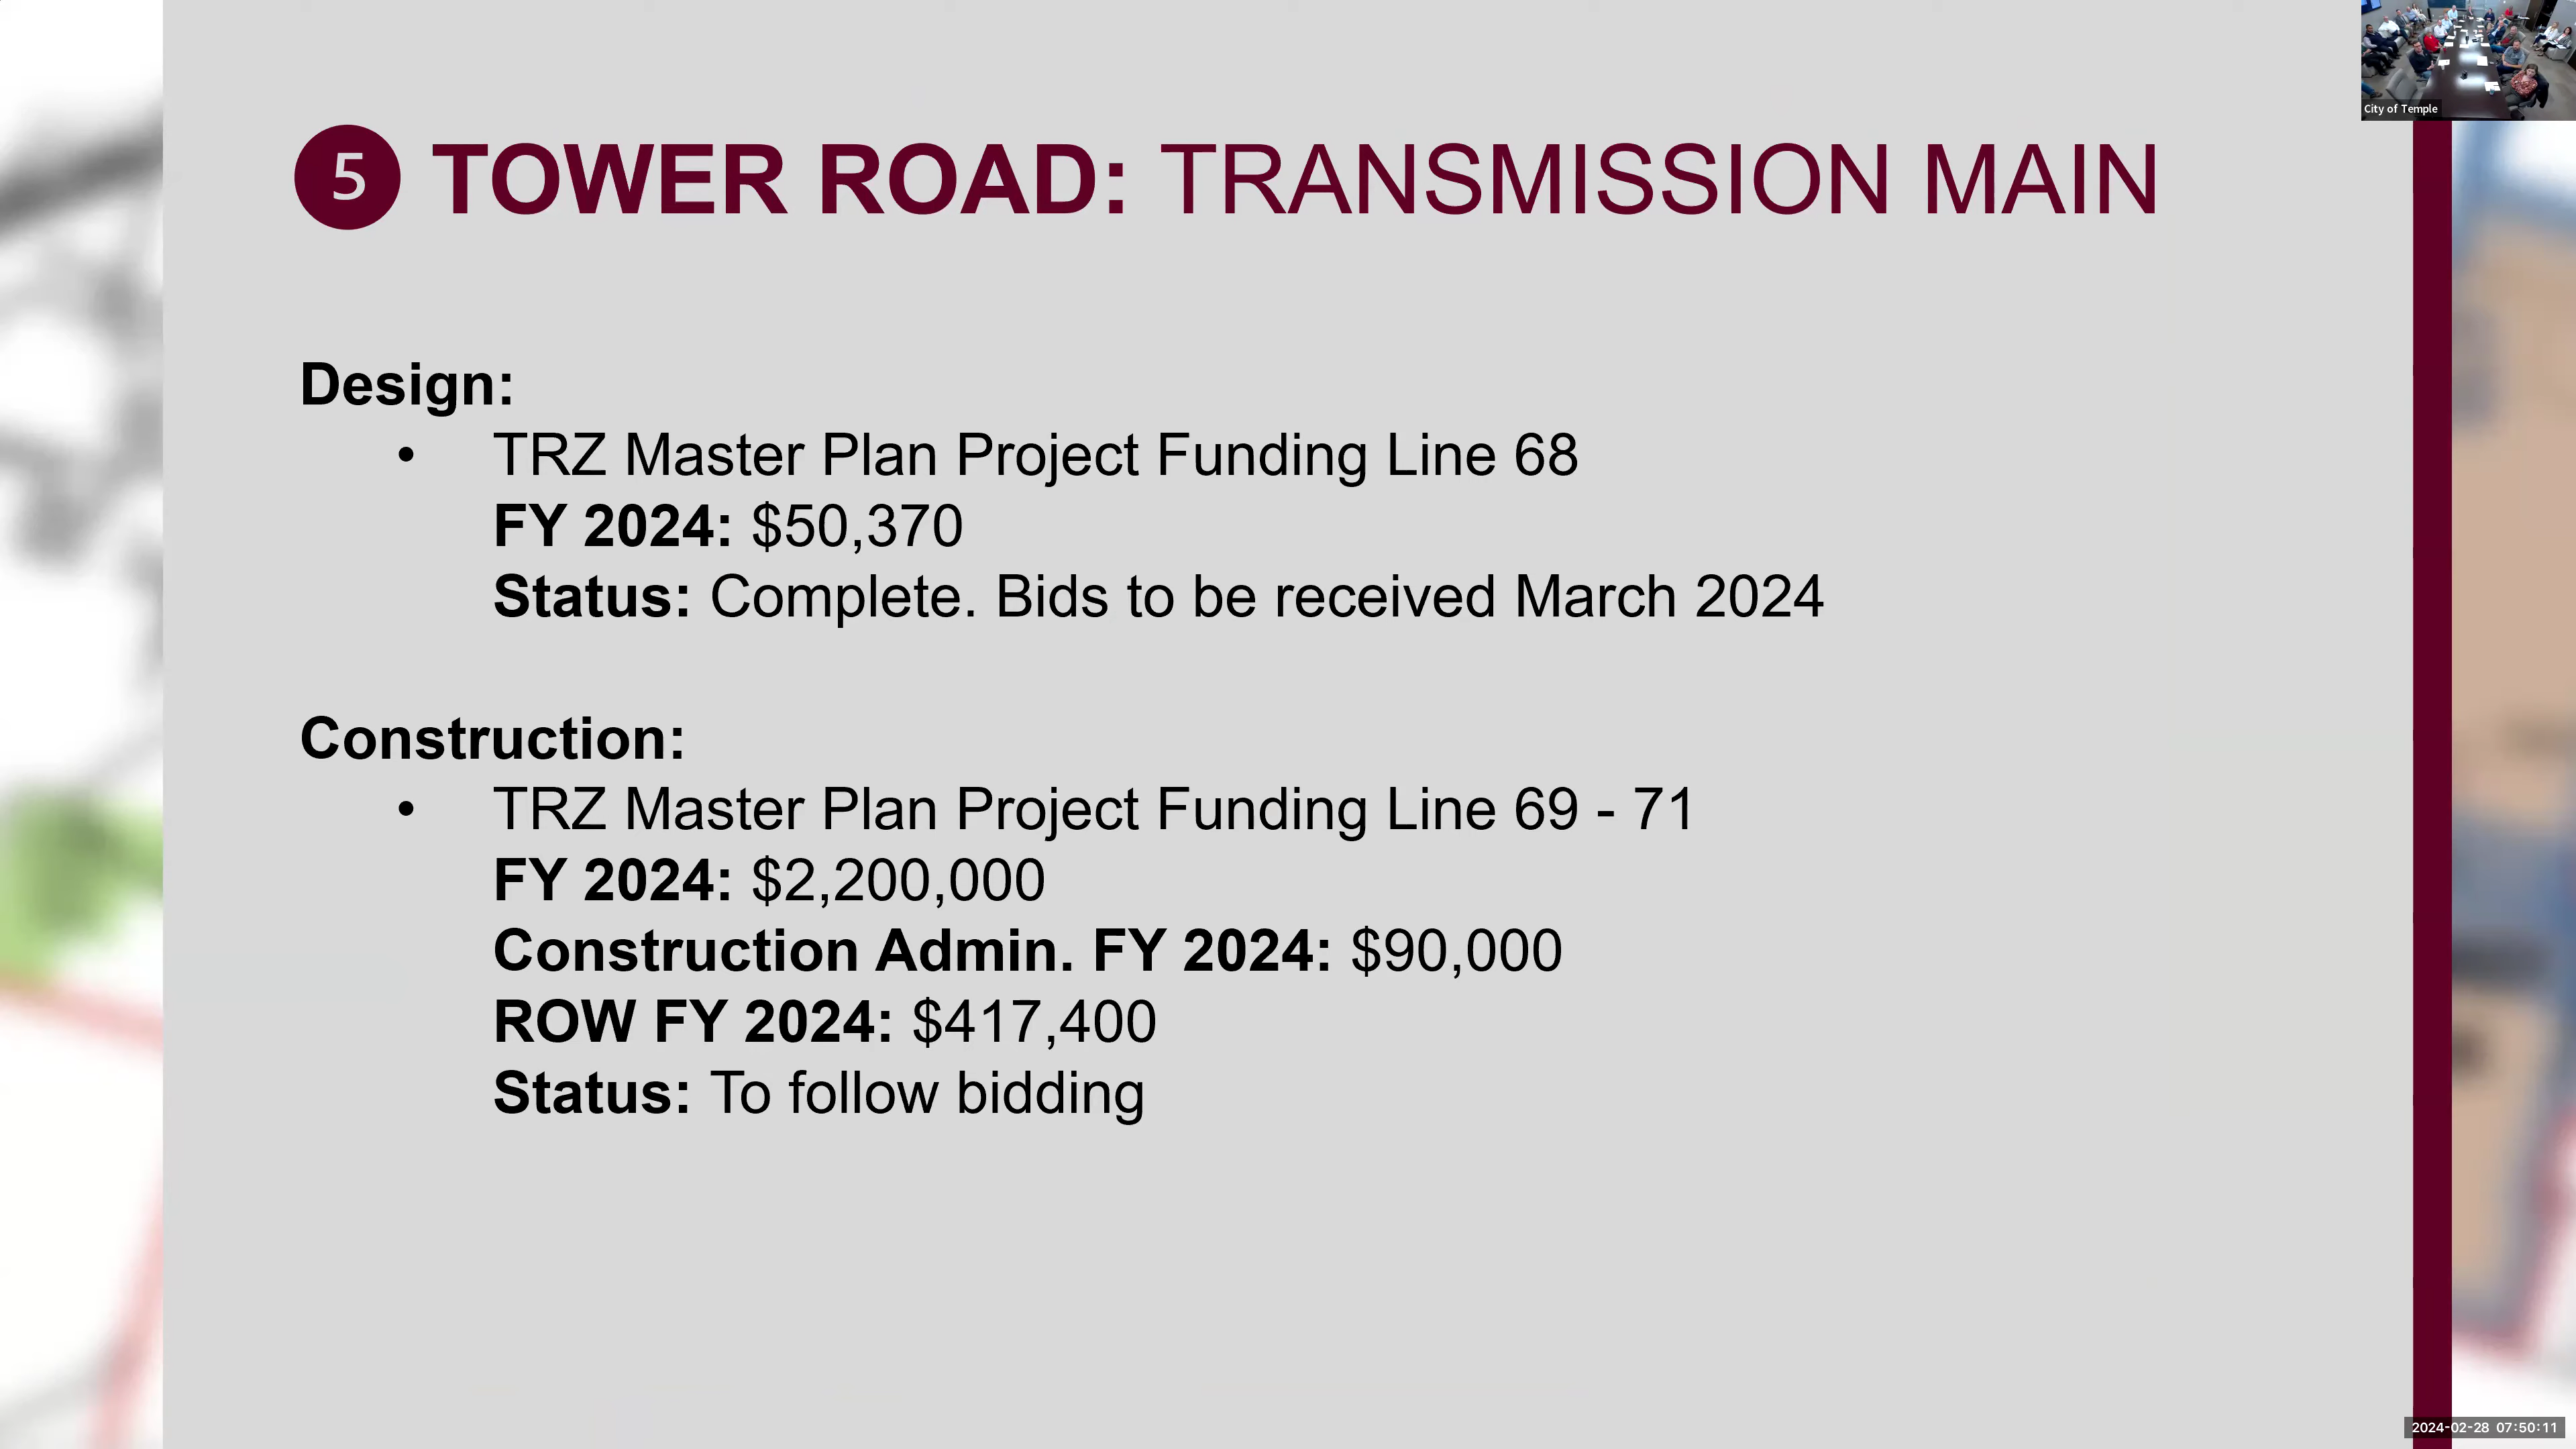 City of Temple
5 TOWER ROAD: TRANSMISSION MAIN
Design:
• TRZ Master Plan Project Funding Line 68
FY 2024: $50,370
Status: Complete. Bids to be received March 2024
Construction:
• TRZ Master Plan Project Funding Line 69 - 71
FY 2024: $2,200,000
Construction Admin. FY 2024: $90,000
ROW FY 2024: $417,400
Status: To follow bidding
2024-02-28 07:50:11